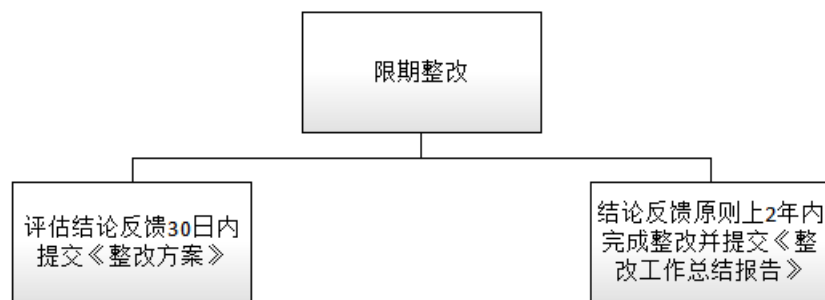 限期整改
评估结论反馈30日内
提交《整改方案》
结论反馈原则上2年内
完成整改并提交《整
改工作总结报告》